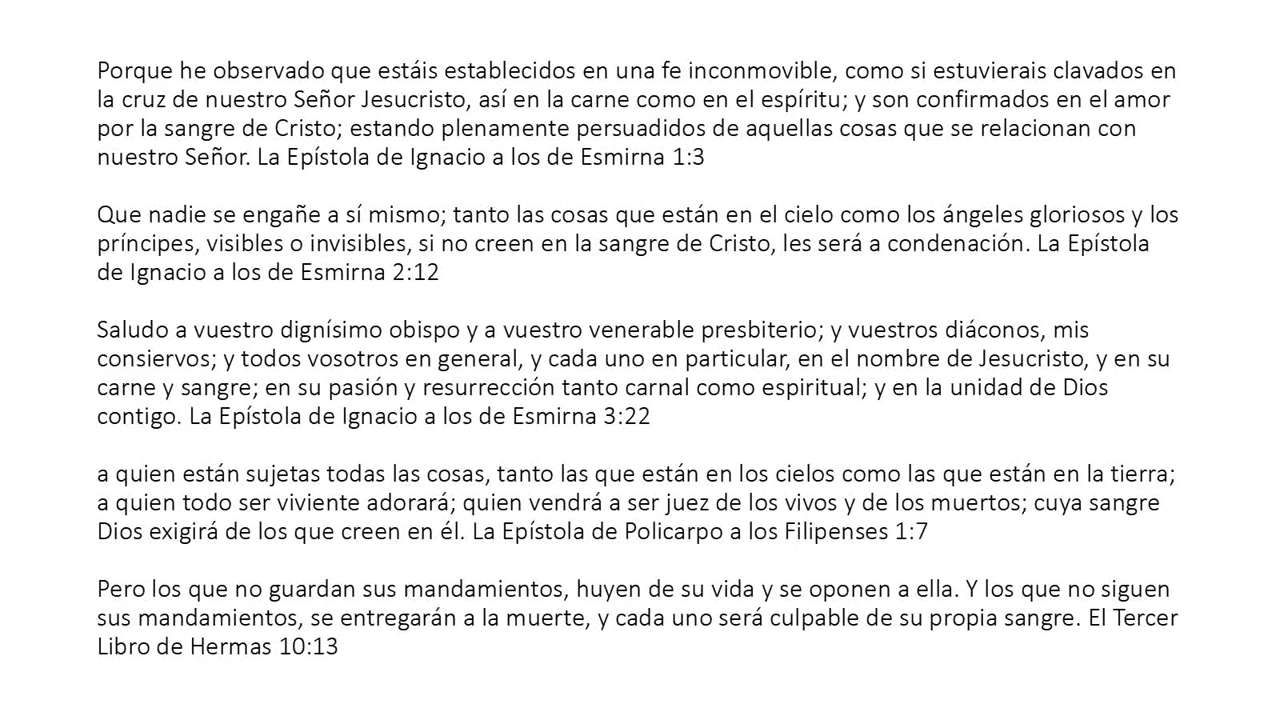 Porque he observado que estáis establecidos en una fe inconmovible, como si estuvierais clavados en
la cruz de nuestro Señor Jesucristo, así en la carne como en el espíritu; y son confirmados en el amor
por la sangre de Cristo; estando plenamente persuadidos de aquellas cosas que se relacionan con
nuestro Señor. La Epístola de Ignacio a los de Esmirna 1:3
Que nadie se engañe a sí mismo; tanto las cosas que están en el cielo como los ángeles gloriosos y los
príncipes, visibles o invisibles, si no creen en la sangre de Cristo, les será a condenación. La Epístola
de Ignacio a los de Esmirna 2:12
Saludo a vuestro dignísimo obispo y a vuestro venerable presbiterio; y vuestros diáconos, mis
consiervos; y todos vosotros en general, y cada uno en particular, en el nombre de Jesucristo, y en su
carne y sangre; en su pasión y resurrección tanto carnal como espiritual; y en la unidad de Dios
contigo. La Epístola de Ignacio a los de Esmirna 3:22
a quien están sujetas todas las cosas, tanto las que están en los cielos como las que están en la tierra;
a quien todo ser viviente adorará; quien vendrá a ser juez de los vivos y de los muertos; cuya sangre
Dios exigirá de los que creen en él. La Epístola de Policarpo a los Filipenses 1:7
Pero los que no guardan sus mandamientos, huyen de su vida y se oponen a ella. Y los que no siguen
sus mandamientos, se entregarán a la muerte, y cada uno será culpable de su propia sangre. El Tercer
Libro de Hermas 10:13